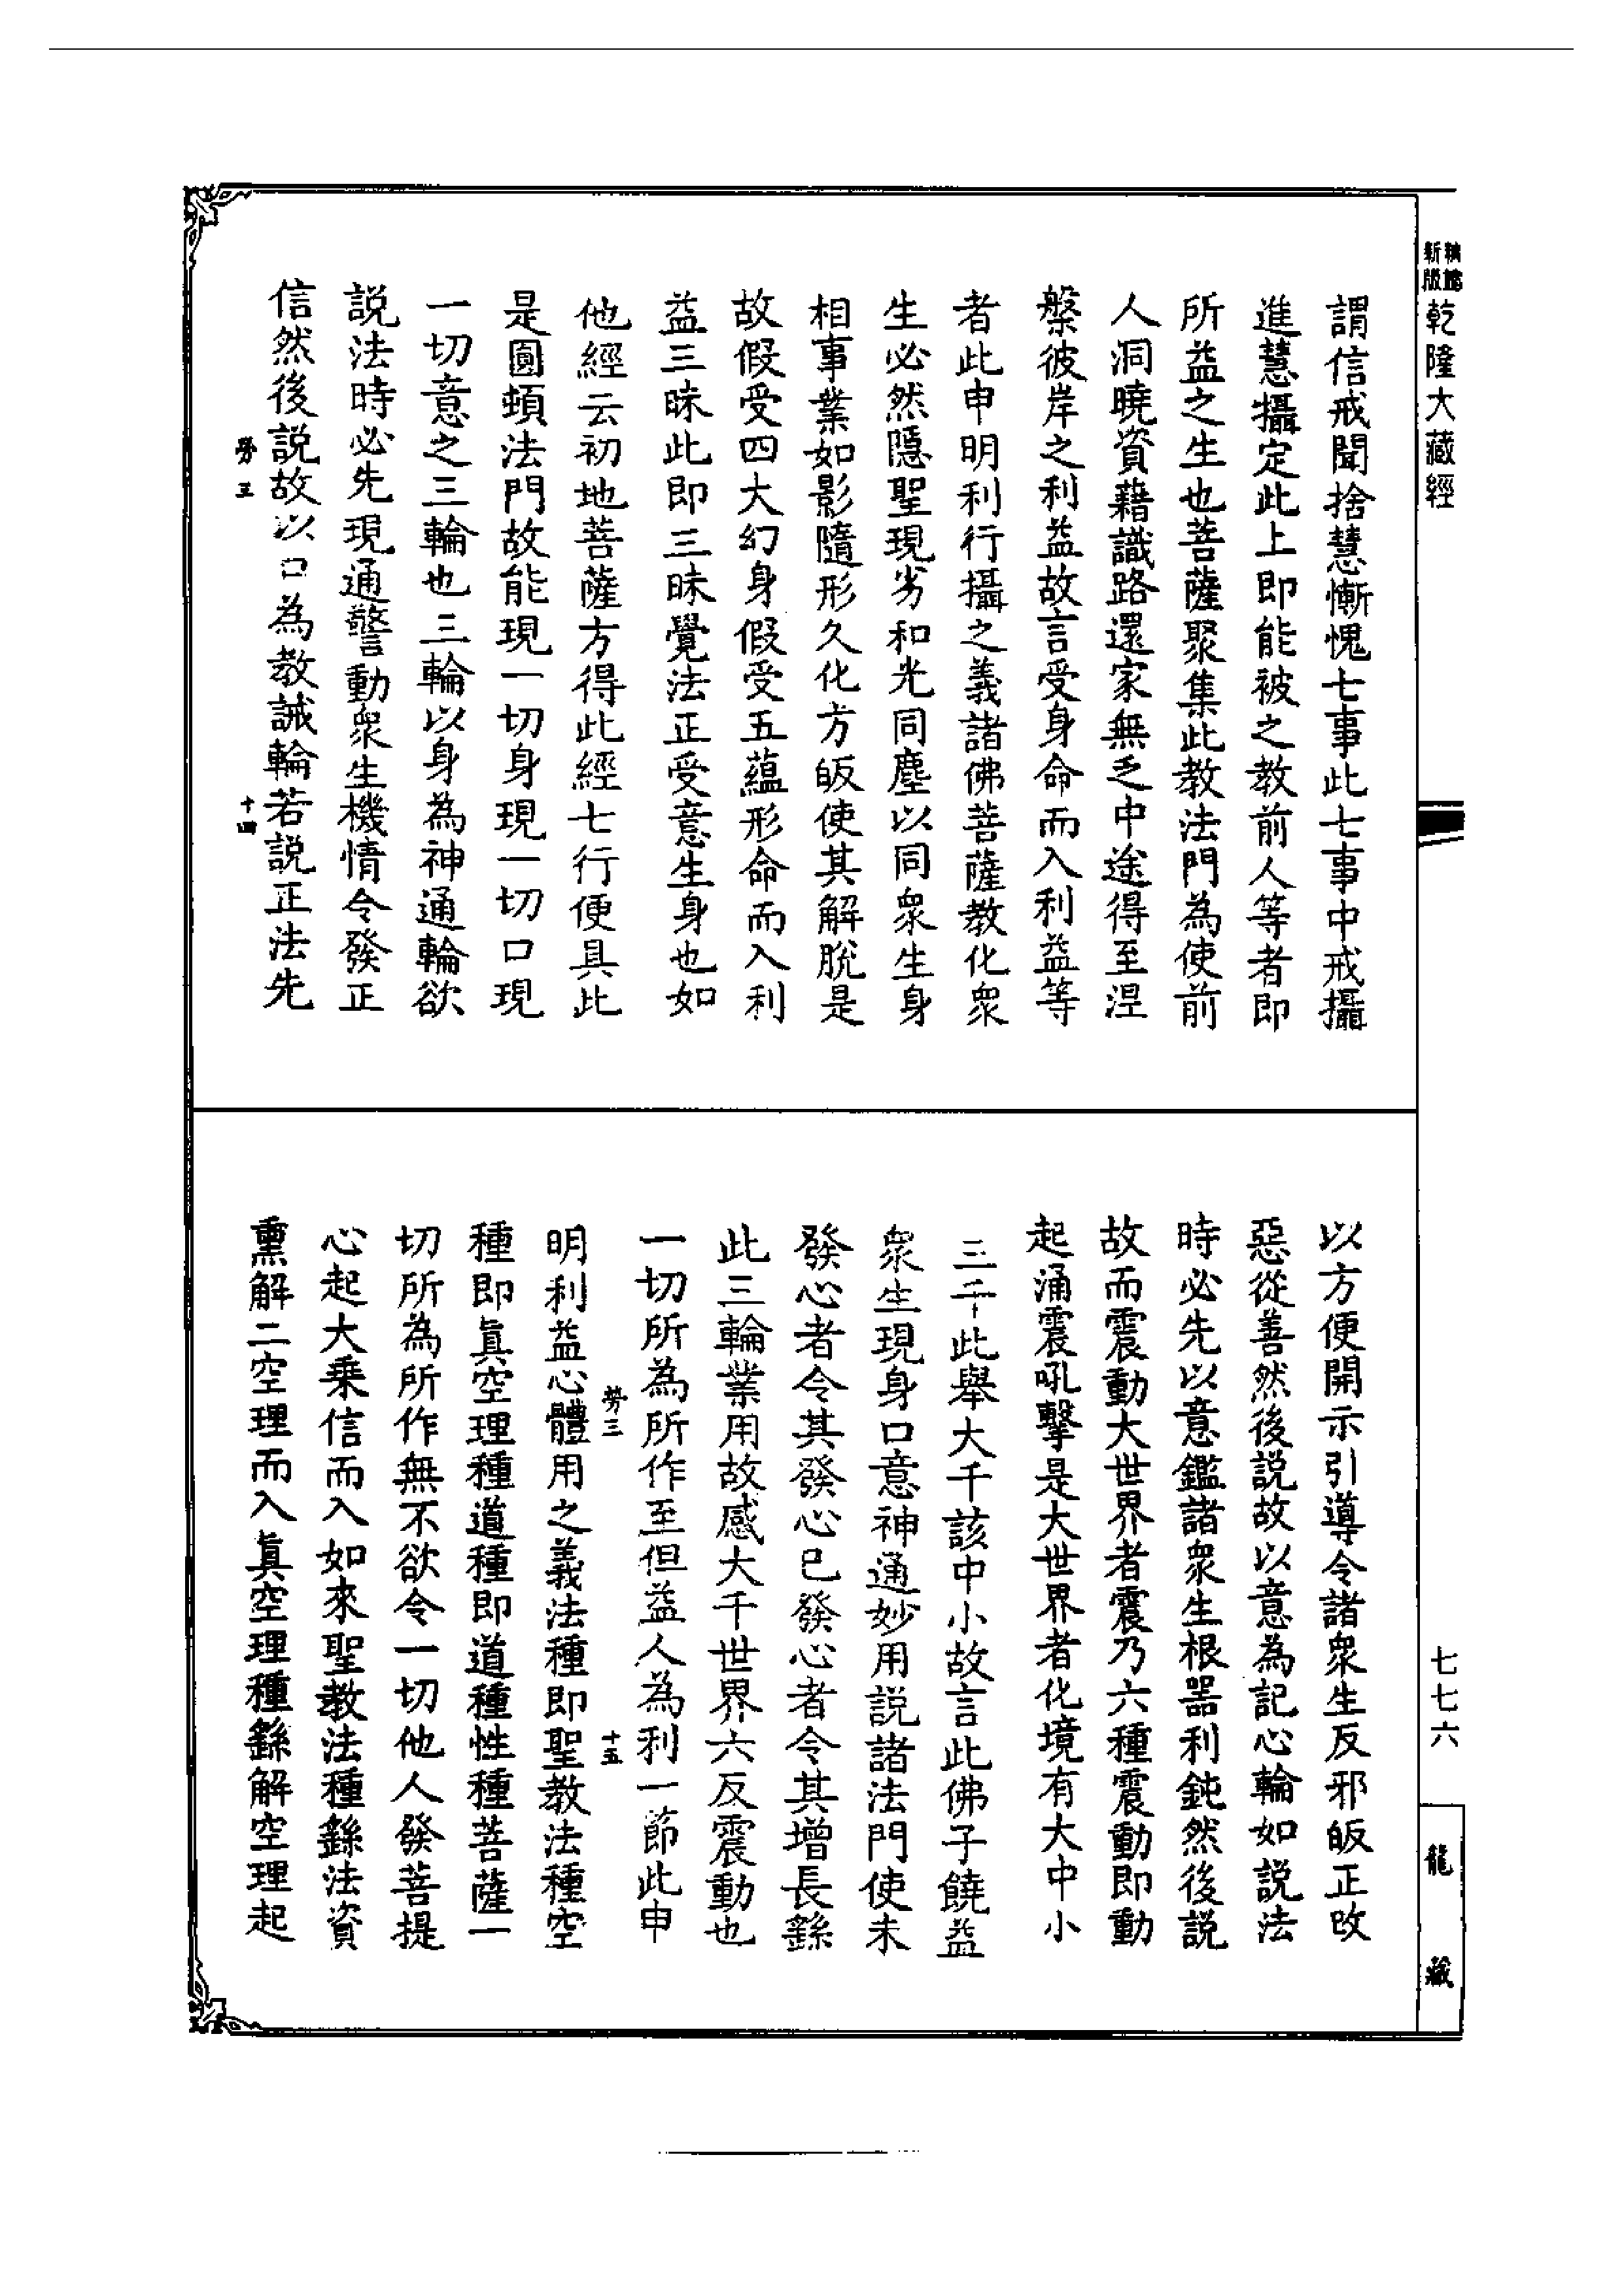 新版
乾隆大藏經
七七六
龍藏
謂信戒聞捨慧慚愧七事此七事中戒攝
進慧攝定此上即能被之教前人等者即
所益之生也菩薩聚集此教法門為使前
人洞曉資藉識路還家無乏中途得至涅
槃彼岸之利益故言受身命而入利益等
者此申明利行攝之義諸佛菩薩教化眾
生必然隱聖現劣和光同塵以同眾生身
相事業如影隨形久化方皈使其解脫是
故假受四大幻身假受五蘊形命而入利
益三昧此即三昧覺法正受意生身也如
他經云初地菩薩方得此經七行便具此
是圓頓法門故能現一切身現一切口現
一切意之三輪也三輪以身為神通輪欲
說法時必先現通警動眾生機情令發正
信然後說故以口為教誡輪若說正法先
勞三
十四
以方便開示引導令諸眾生反邪皈正改
惡從善然後說故以意為記心輪如說法
時必先以意鑑諸眾生根器利鈍然後說
故而震動大世界者震乃六種震動即動
起涌震吼擊是大世界者化境有大中小
三千此舉大千該中小故言此佛子饒益
眾生現身口意神通妙用說諸法門使未
發心者令其發心已發心者令其增長繇
此三輪業用故感大千世界六反震動也
一切所為所作至但益人為利一節此申
勞三
十五
明利益心體用之義法種即聖教法種空
種即真空理種道種即道種性種菩薩一
切所為所作無不欲令一切他人發菩提
心起大乘信而入如來聖教法種繇法資
熏解二空理而入真空理種繇解空理起